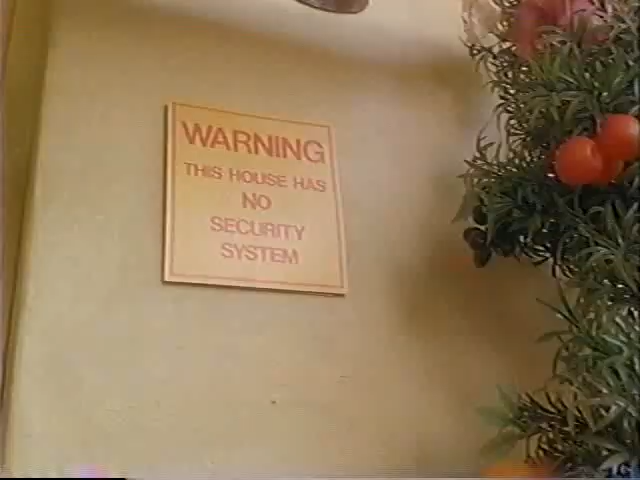 WARNING
THIS HOUSE HAS
NO
SECURITY
SYSTEM